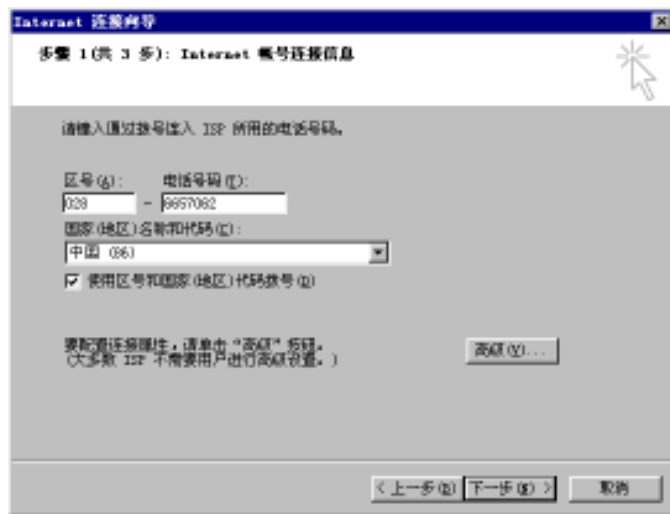 Internet 连接向导
步骤 1(共 3 步): Internet 帐号连接信息
请键入通过拨号连入 ISP 所用的电话号码。
区号(A): 电话号码(T):
028 - 6657062
国家(地区)名称和代码(C):
中国 (86)
使用区号和国家(地区)代码拨号(D)
要配置连接属性，请单击“高级”按钮。
(大多数 ISP 不需要用户进行高级设置。)
高级(V)...
< 上一步(B) 下一步(N) > 取消